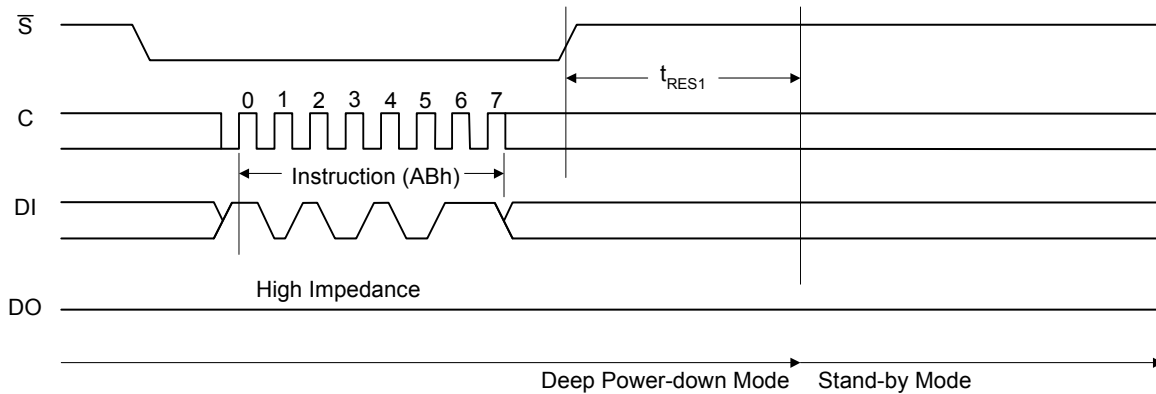 S̅
t_RES1
C
0 1 2 3 4 5 6 7
Instruction (ABh)
DI
High Impedance
DO
Deep Power-down Mode Stand-by Mode